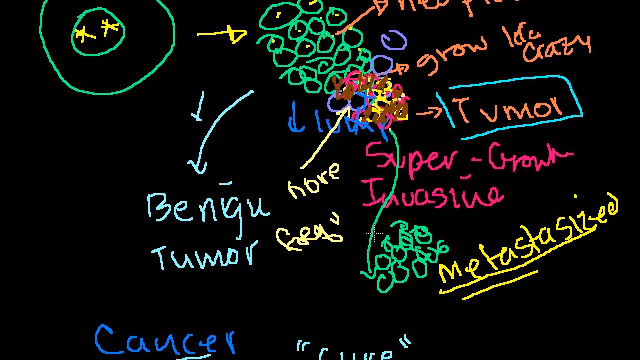 grow like
crazy
Tumor
Super-Growth
Invasive
more
Benign
Tumor
Metastasized
Cancer
"Cure"